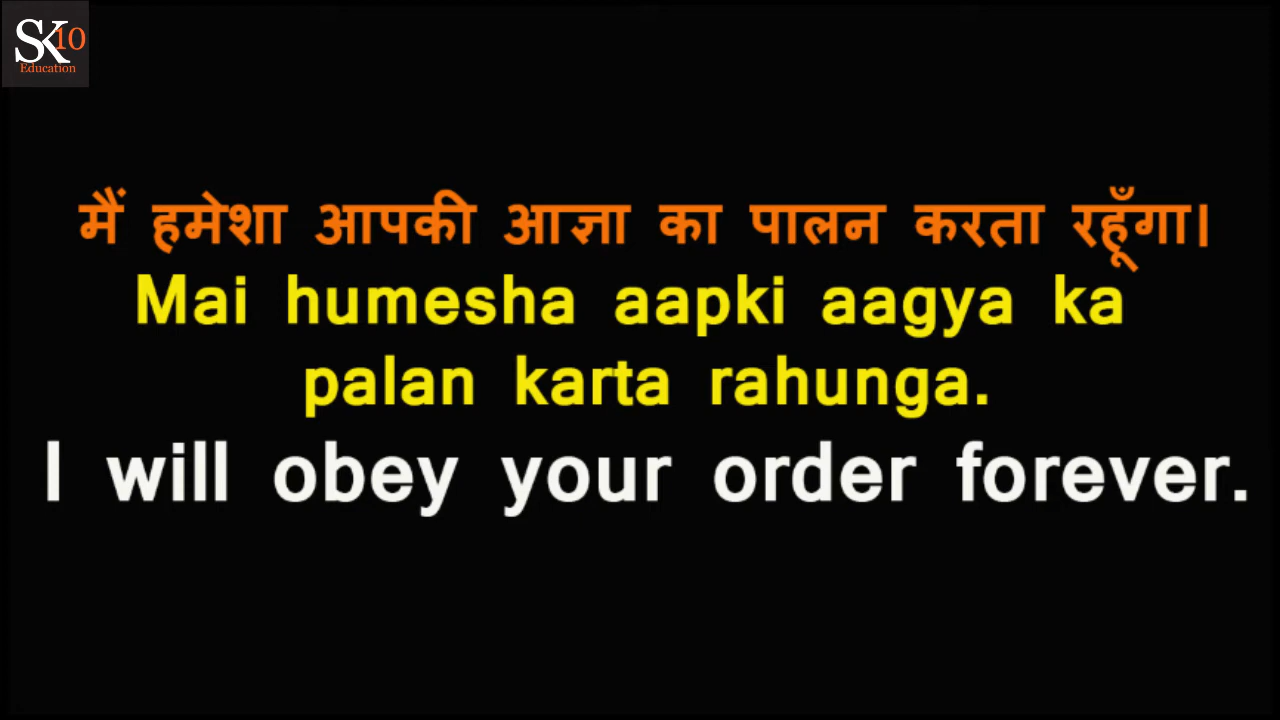 SK10
Education
मैं हमेशा आपकी आज्ञा का पालन करता रहूँगा।
Mai humesha aapki aagya ka
palan karta rahunga.
I will obey your order forever.